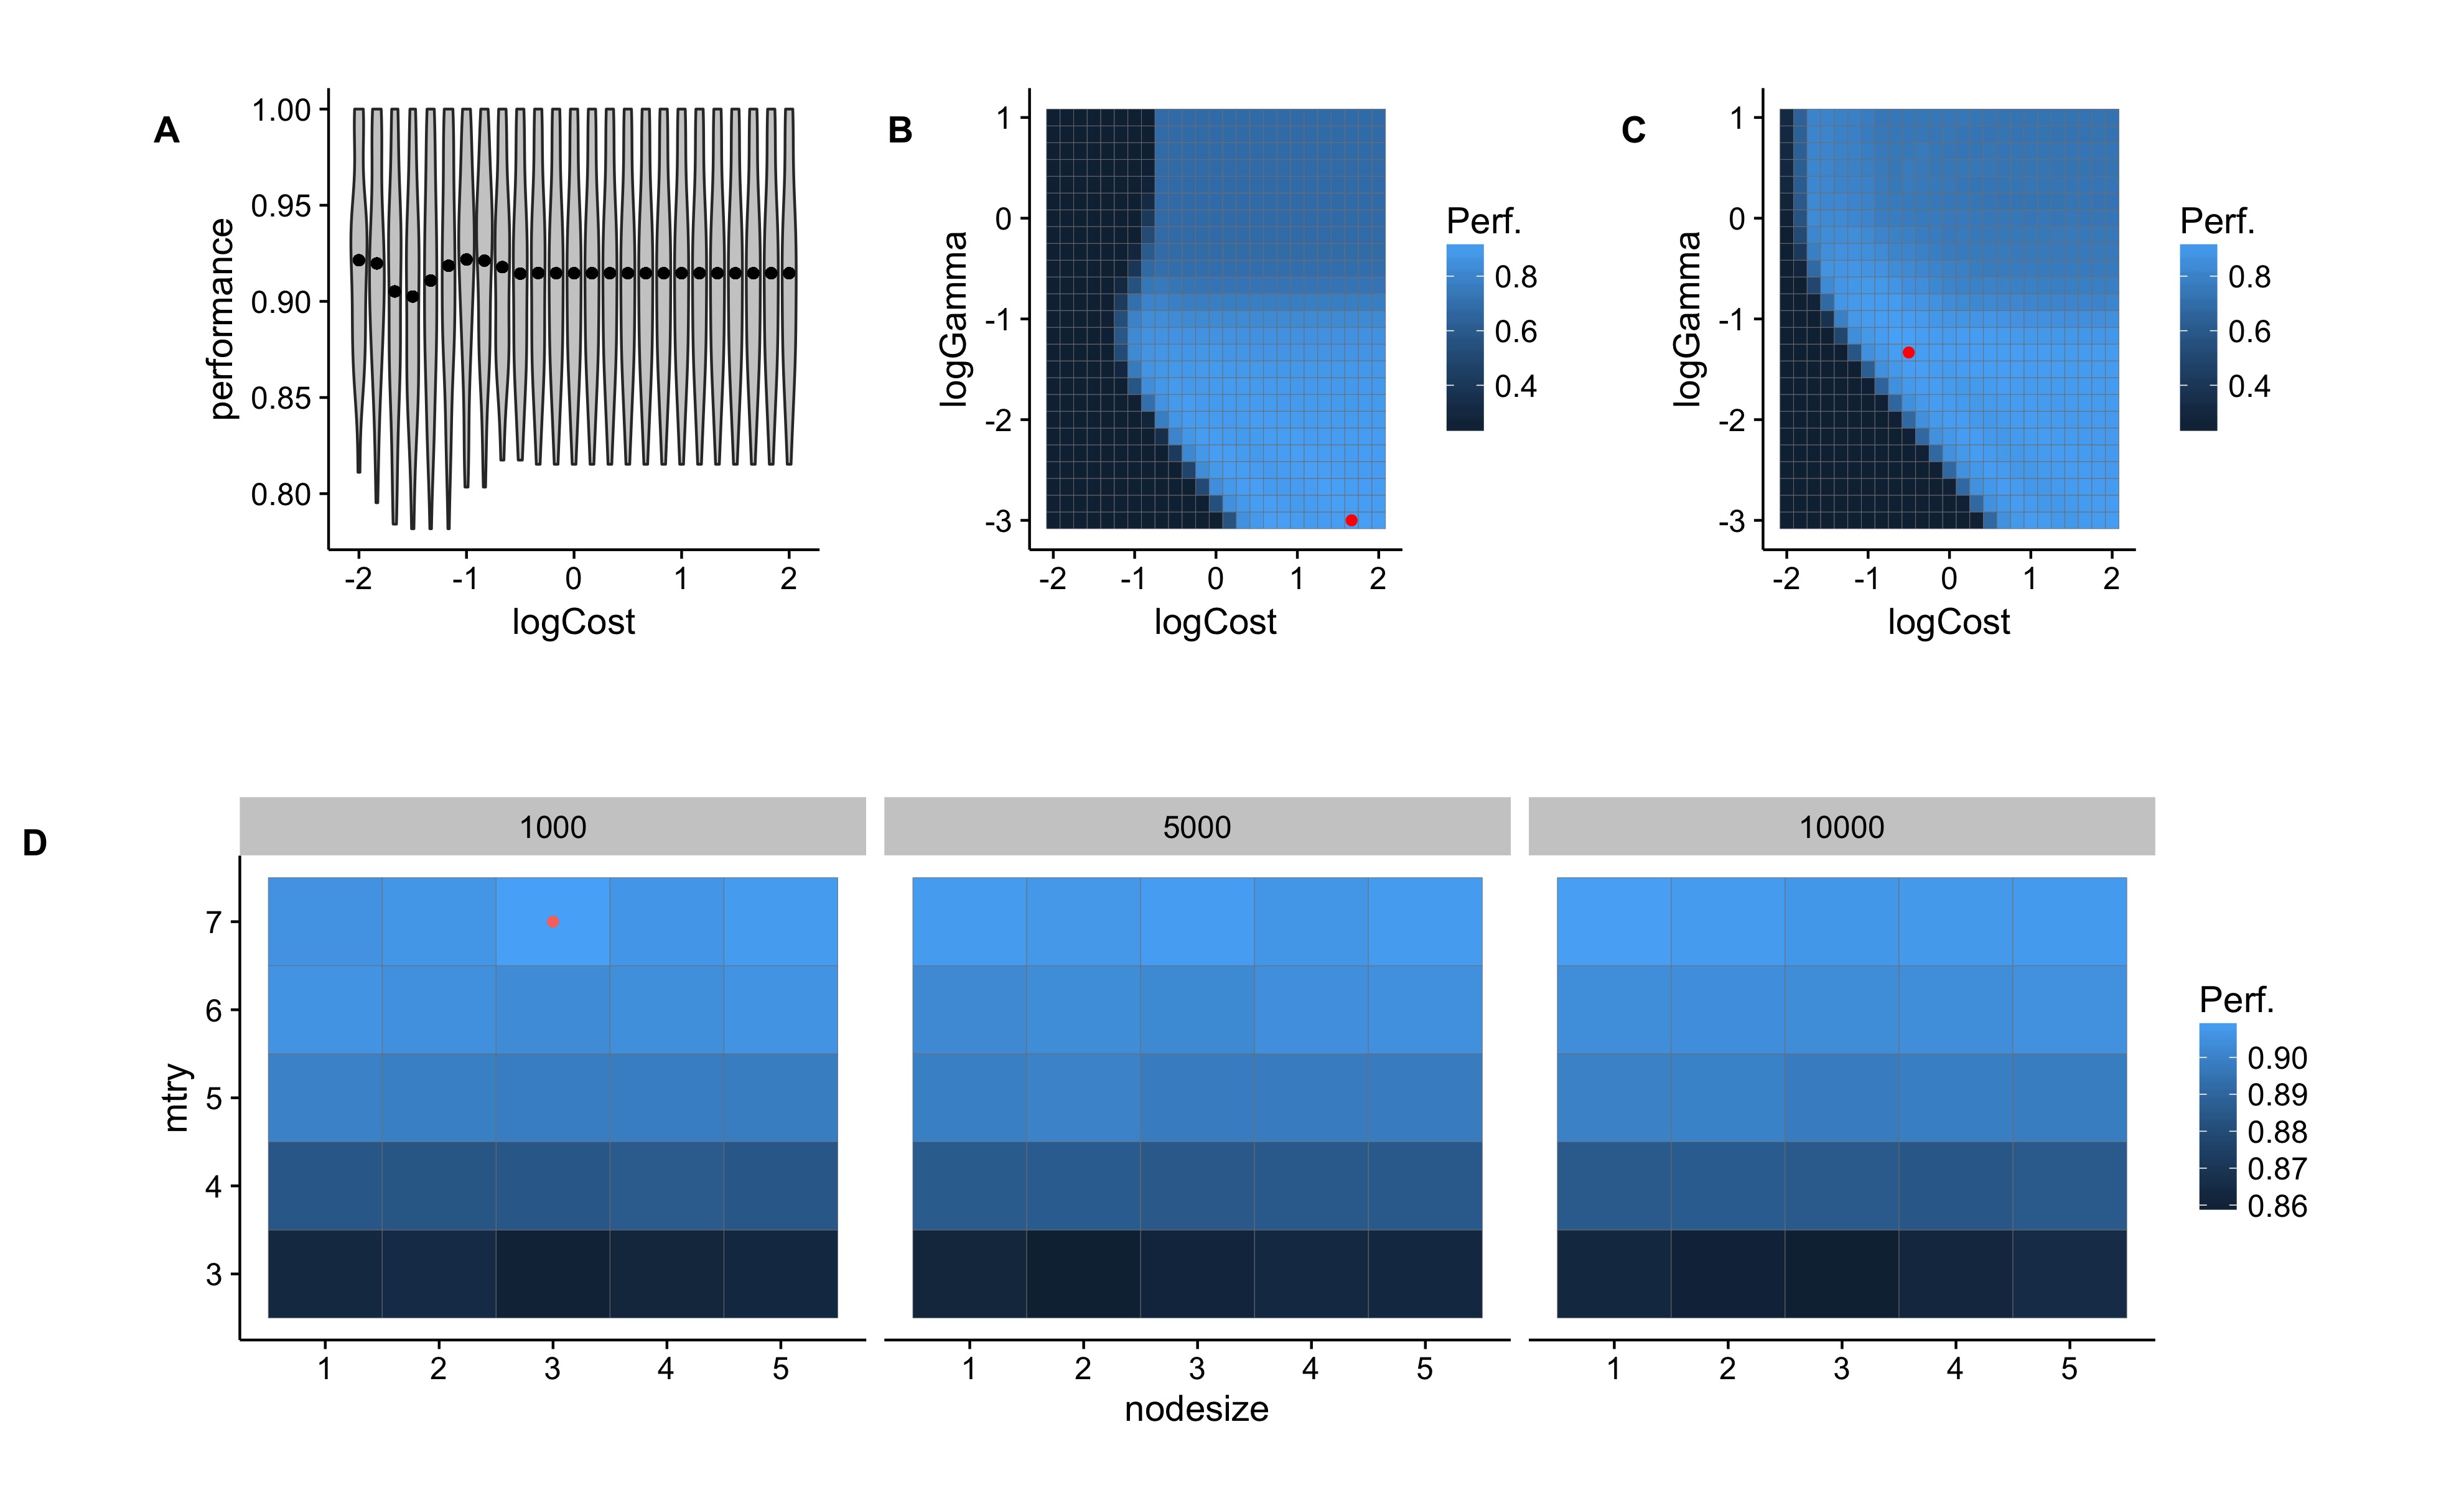 A
performance
1.00
0.95
0.90
0.85
0.80
-2 -1 0 1 2
logCost
B
logGamma
1
0
-1
-2
-3
-2 -1 0 1 2
logCost
Perf.
0.8
0.6
0.4
C
logGamma
1
0
-1
-2
-3
-2 -1 0 1 2
logCost
Perf.
0.8
0.6
0.4
D
1000 5000 10000
mtry
7
6
5
4
3
1 2 3 4 5 1 2 3 4 5 1 2 3 4 5
nodesize
Perf.
0.90
0.89
0.88
0.87
0.86